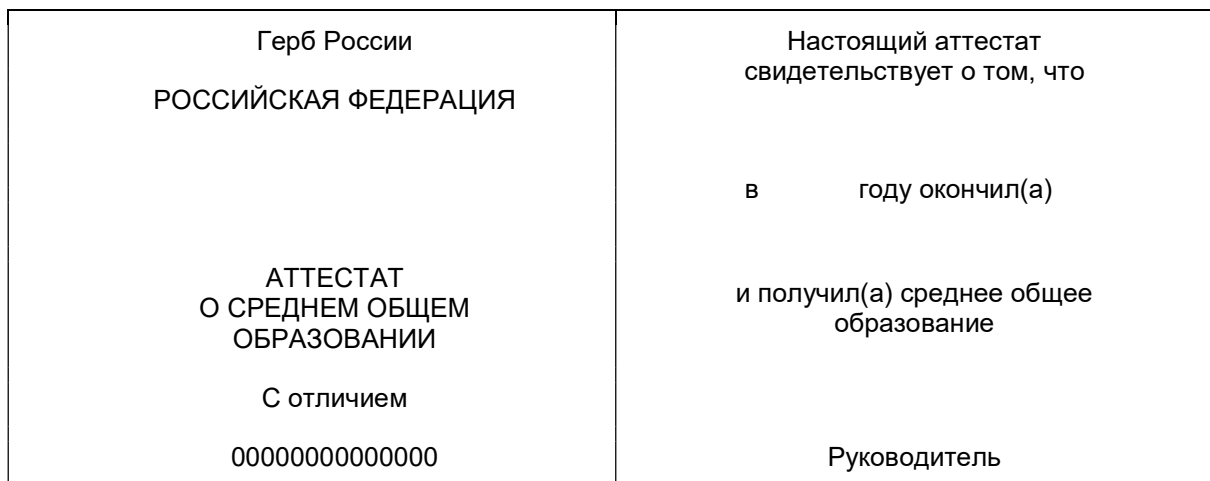 Герб России
РОССИЙСКАЯ ФЕДЕРАЦИЯ
АТТЕСТАТ
О СРЕДНЕМ ОБЩЕМ
ОБРАЗОВАНИИ
С отличием
00000000000000
Настоящий аттестат
свидетельствует о том, что
в году окончил(а)
и получил(а) среднее общее
образование
Руководитель